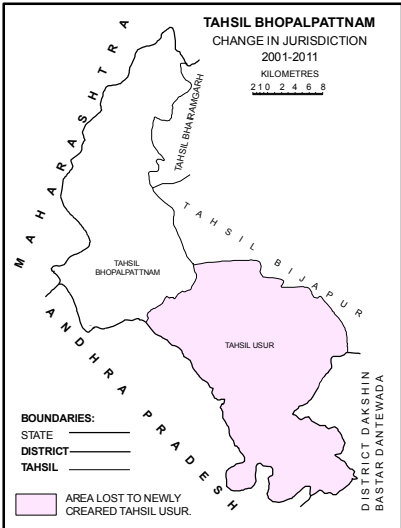 TAHSIL BHOPALPATTNAM
CHANGE IN JURISDICTION
2001-2011
KILOMETRES
2 1 0 2 4 6 8
MAHARASHTRA
TAHSIL BHAIRAMGARH
TAHSIL BIJAPUR
TAHSIL
BHOPALPATTNAM
TAHSIL USUR
ANDHRA PRADESH
DISTRICT DAKSHIN
BASTAR DANTEWADA
BOUNDARIES:
STATE
DISTRICT
TAHSIL
AREA LOST TO NEWLY
CREARED TAHSIL USUR.